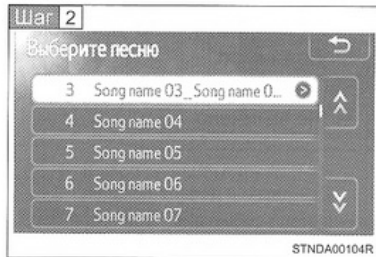 Шаг 2
Выберите песню
3 Song name 03_Song name 0...
4 Song name 04
5 Song name 05
6 Song name 06
7 Song name 07
STNDA00104R